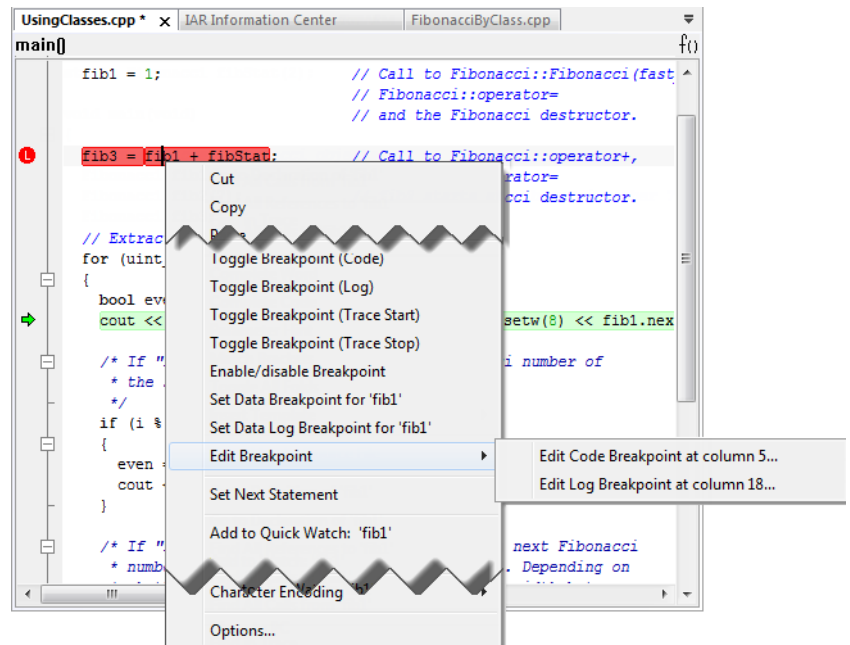 UsingClasses.cpp * x IAR Information Center FibonacciByClass.cpp
main() f()
fib1 = 1; // Call to Fibonacci::Fibonacci(fast
// Fibonacci::operator=
// and the Fibonacci destructor.
L fib3 = fib1 + fibStat; // Call to Fibonacci::operator+,
rator=
cci destructor.
// Extrac
for (uint_
{
bool eve
cout << setw(8) << fib1.nex
/* If " i number of
* the
*/
if (i %
{
even =
cout
}
/* If " next Fibonacci
* numb . Depending on
Cut
Copy
Toggle Breakpoint (Code)
Toggle Breakpoint (Log)
Toggle Breakpoint (Trace Start)
Toggle Breakpoint (Trace Stop)
Enable/disable Breakpoint
Set Data Breakpoint for 'fib1'
Set Data Log Breakpoint for 'fib1'
Edit Breakpoint
Edit Code Breakpoint at column 5...
Edit Log Breakpoint at column 18...
Set Next Statement
Add to Quick Watch: 'fib1'
Character Encoding
Options...